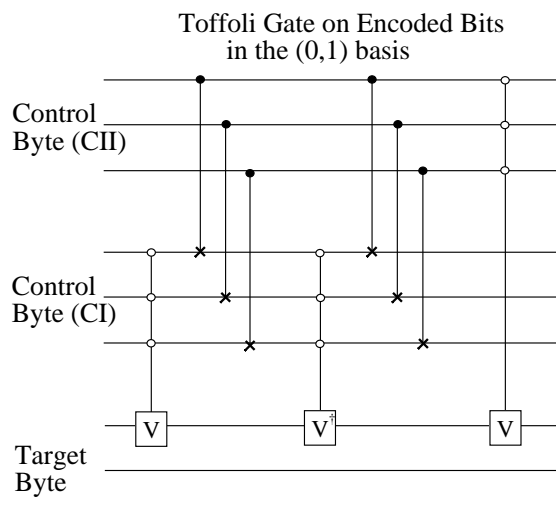 Toffoli Gate on Encoded Bits
in the (0,1) basis
Control
Byte (CII)
Control
Byte (CI)
V V† V
Target
Byte